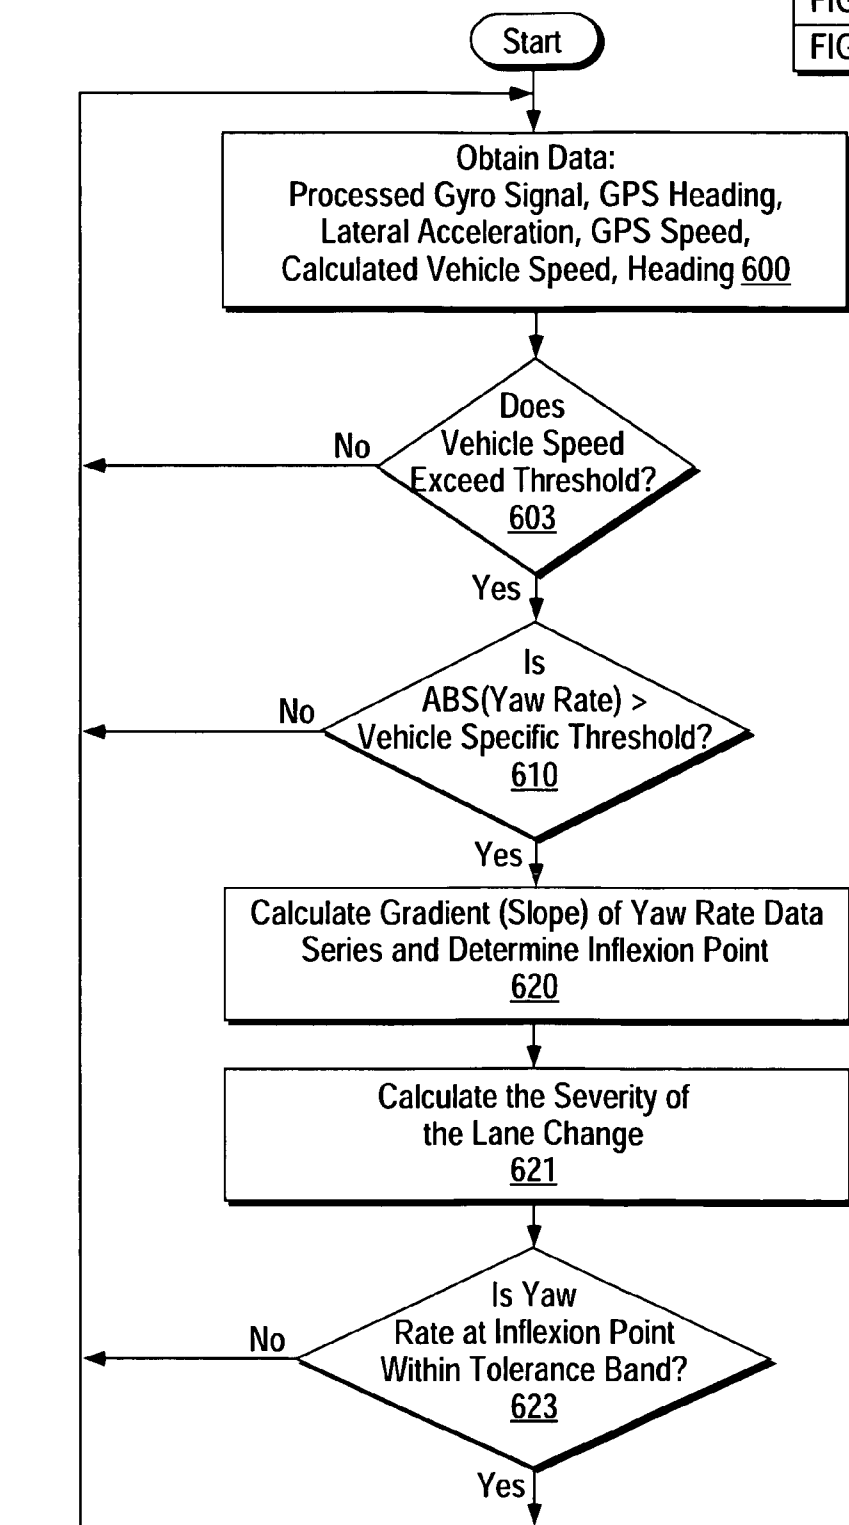 FIG
Start
FIG
Obtain Data:
Processed Gyro Signal, GPS Heading,
Lateral Acceleration, GPS Speed,
Calculated Vehicle Speed, Heading 600
Does
Vehicle Speed
Exceed Threshold?
603
No
Yes
Is
ABS(Yaw Rate) >
Vehicle Specific Threshold?
610
No
Yes
Calculate Gradient (Slope) of Yaw Rate Data
Series and Determine Inflexion Point
620
Calculate the Severity of
the Lane Change
621
Is Yaw
Rate at Inflexion Point
Within Tolerance Band?
623
No
Yes